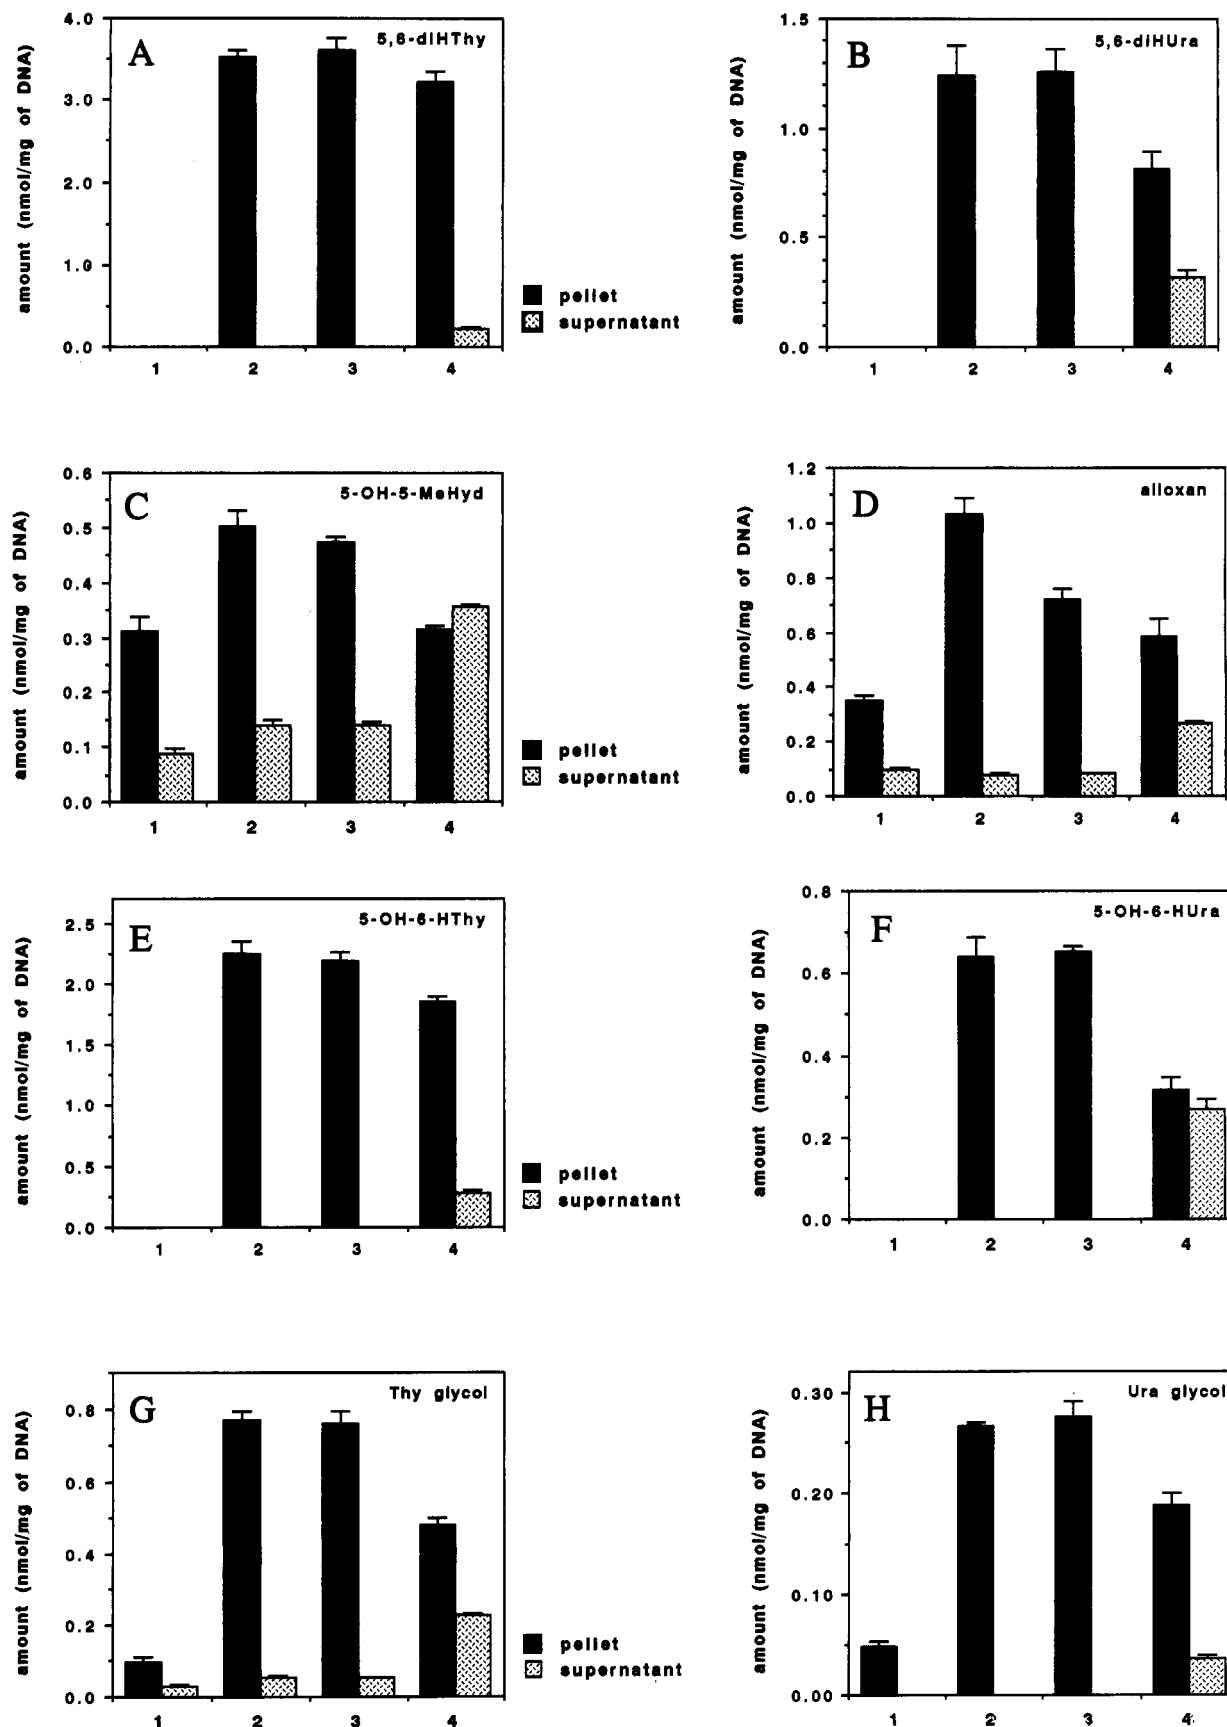 A
5,6-diHThy
amount (nmol/mg of DNA)
4.0
3.0
2.0
1.0
0.0
1 2 3 4
pellet
supernatant
B
5,6-diHUra
amount (nmol/mg of DNA)
1.5
1.0
0.5
0.0
1 2 3 4
C
5-OH-5-MeHyd
amount (nmol/mg of DNA)
0.6
0.5
0.4
0.3
0.2
0.1
0.0
1 2 3 4
pellet
supernatant
D
alloxan
amount (nmol/mg of DNA)
1.2
1.0
0.8
0.6
0.4
0.2
0.0
1 2 3 4
E
5-OH-6-HThy
amount (nmol/mg of DNA)
2.5
2.0
1.5
1.0
0.5
0.0
1 2 3 4
pellet
supernatant
F
5-OH-6-HUra
amount (nmol/mg of DNA)
0.8
0.6
0.4
0.2
0.0
1 2 3 4
G
Thy glycol
amount (nmol/mg of DNA)
0.8
0.6
0.4
0.2
0.0
1 2 3 4
pellet
supernatant
H
Ura glycol
amount (nmol/mg of DNA)
0.30
0.20
0.10
0.00
1 2 3 4